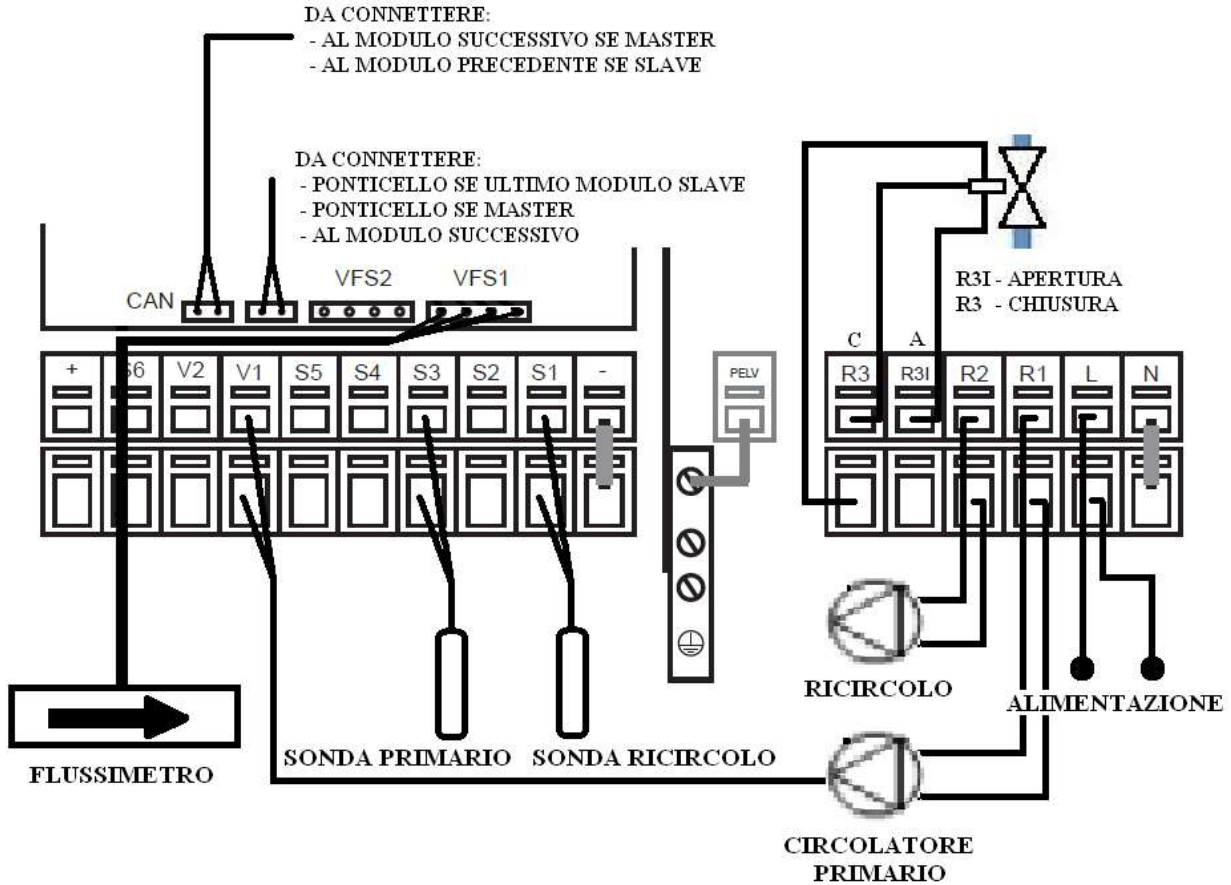 DA CONNETTERE:
- AL MODULO SUCCESSIVO SE MASTER
- AL MODULO PRECEDENTE SE SLAVE
DA CONNETTERE:
- PONTICELLO SE ULTIMO MODULO SLAVE
- PONTICELLO SE MASTER
- AL MODULO SUCCESSIVO
VFS2 VFS1
CAN
R3I - APERTURA
R3 - CHIUSURA
C A
+ S6 V2 V1 S5 S4 S3 S2 S1 -
PELV
R3 R3I R2 R1 L N
RICIRCOLO
ALIMENTAZIONE
SONDA PRIMARIO SONDA RICIRCOLO
FLUSSIMETRO
CIRCOLATORE
PRIMARIO